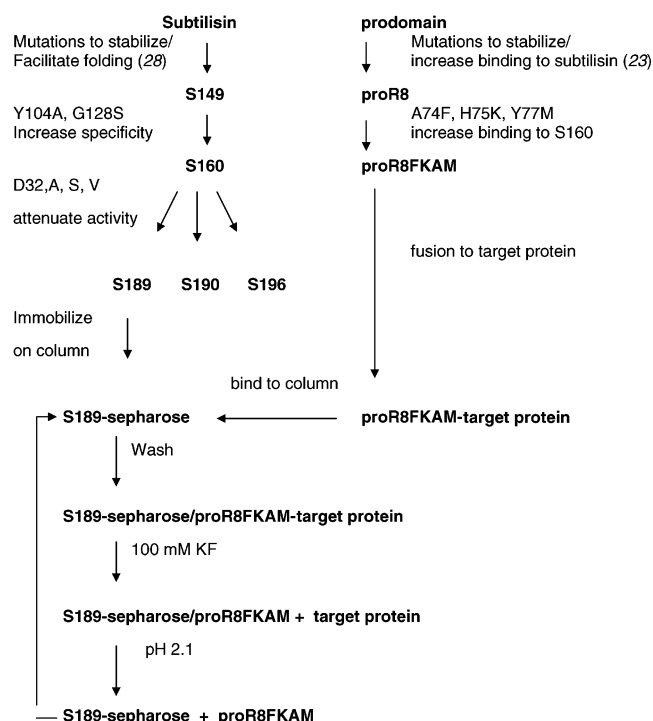 Subtilisin
prodomain
Mutations to stabilize/
Facilitate folding (28)
Mutations to stabilize/
increase binding to subtilisin (23)
S149
proR8
Y104A, G128S
Increase specificity
A74F, H75K, Y77M
increase binding to S160
S160
proR8FKAM
D32,A, S, V
attenuate activity
fusion to target protein
S189 S190 S196
Immobilize
on column
bind to column
S189-sepharose
proR8FKAM-target protein
Wash
S189-sepharose/proR8FKAM-target protein
100 mM KF
S189-sepharose/proR8FKAM + target protein
pH 2.1
S189-sepharose + proR8FKAM